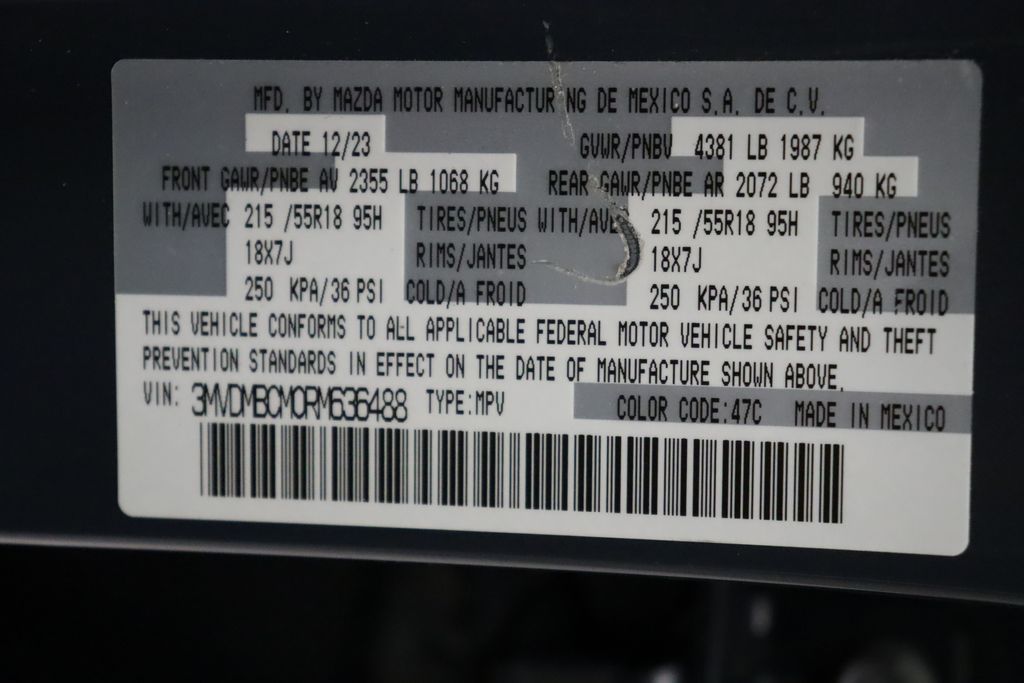 MFD. BY MAZDA MOTOR MANUFACTURING DE MEXICO S.A. DE C.V.
DATE 12/23 GVWR/PNBV 4381 LB 1987 KG
FRONT GAWR/PNBE AV 2355 LB 1068 KG REAR GAWR/PNBE AR 2072 LB 940 KG
WITH/AVEC 215 /55R18 95H TIRES/PNEUS WITH/AVEC 215 /55R18 95H TIRES/PNEUS
18X7J RIMS/JANTES 18X7J RIMS/JANTES
250 KPA/36 PSI COLD/A FROID 250 KPA/36 PSI COLD/A FROID
THIS VEHICLE CONFORMS TO ALL APPLICABLE FEDERAL MOTOR VEHICLE SAFETY AND THEFT
PREVENTION STANDARDS IN EFFECT ON THE DATE OF MANUFACTURE SHOWN ABOVE.
VIN: 3MVDMBCM0RM636488 TYPE:MPV COLOR CODE:47C MADE IN MEXICO